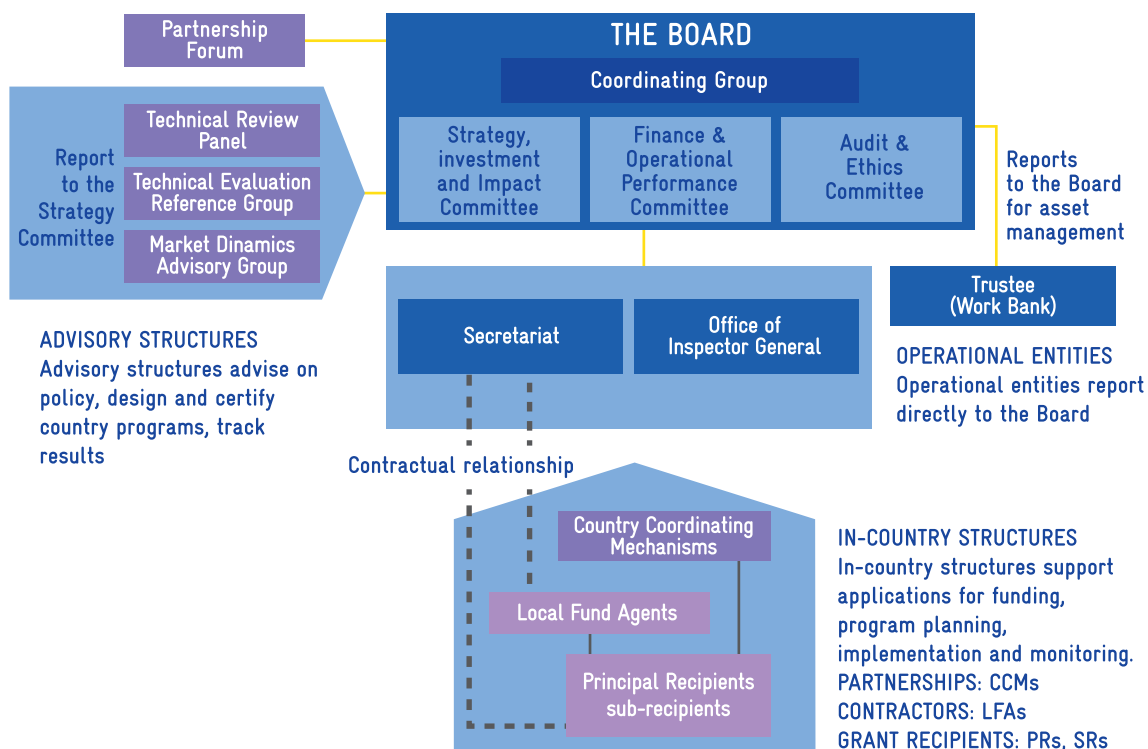 Partnership
Forum
THE BOARD
Coordinating Group
Strategy,
investment
and Impact
Committee
Finance &
Operational
Performance
Committee
Audit &
Ethics
Committee
Report
to the
Strategy
Committee
Technical Review
Panel
Technical Evaluation
Reference Group
Market Dinamics
Advisory Group
Reports
to the Board
for asset
management
Trustee
(Work Bank)
Secretariat
Office of
Inspector General
ADVISORY STRUCTURES
Advisory structures advise on
policy, design and certify
country programs, track
results
OPERATIONAL ENTITIES
Operational entities report
directly to the Board
Contractual relationship
Country Coordinating
Mechanisms
Local Fund Agents
Principal Recipients
sub-recipients
IN-COUNTRY STRUCTURES
In-country structures support
applications for funding,
program planning,
implementation and monitoring.
PARTNERSHIPS: CCMs
CONTRACTORS: LFAs
GRANT RECIPIENTS: PRs, SRs